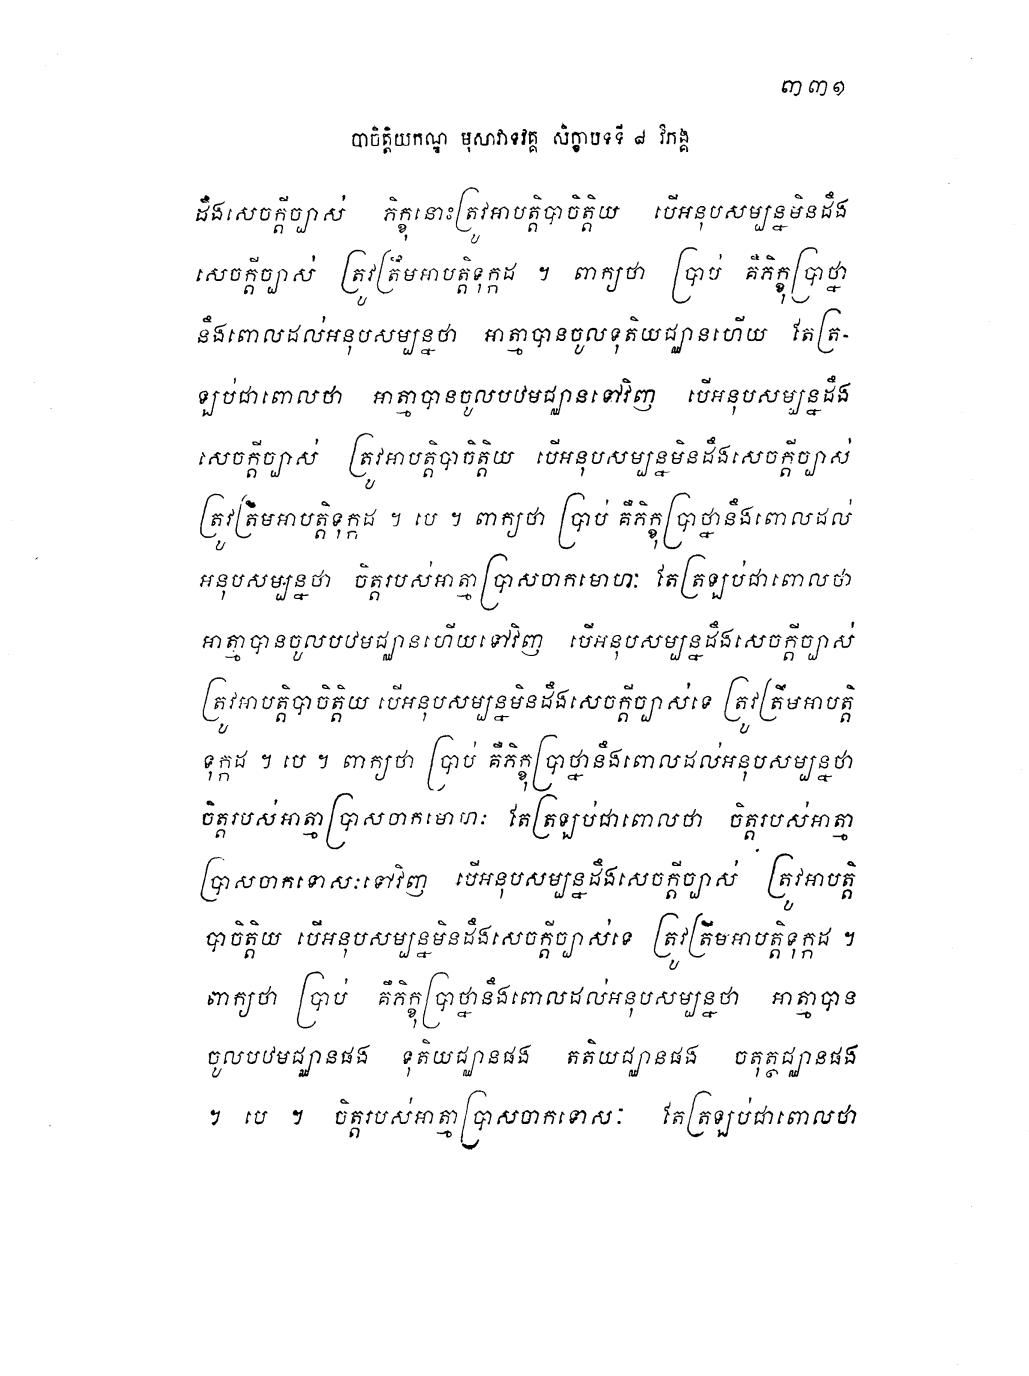 ៣៣១
បាចិត្តិយកណ្ឌ មុសាវាទវគ្គ សិក្ខាបទទី ៨ វិភង្គ
ដឹងសេចក្តីច្បាស់ ភិក្ខុនោះត្រូវអាបត្តិបាចិត្តិយ បើអនុបសម្បន្នមិនដឹង
សេចក្តីច្បាស់ ត្រូវត្រឹមអាបត្តិទុក្កដ ។ ពាក្យថា ប្រាប់ គឺភិក្ខុប្រាថ្នា
នឹងពោលដល់អនុបសម្បន្នថា អាត្មាបានចូលទុតិយជ្ឈានហើយ តែត្រ-
ឡប់ជាពោលថា អាត្មាបានចូលបឋមជ្ឈានទៅវិញ បើអនុបសម្បន្នដឹង
សេចក្តីច្បាស់ ត្រូវអាបត្តិបាចិត្តិយ បើអនុបសម្បន្នមិនដឹងសេចក្តីច្បាស់
ត្រូវត្រឹមអាបត្តិទុក្កដ ។ បេ ។ ពាក្យថា ប្រាប់ គឺភិក្ខុប្រាថ្នានឹងពោលដល់
អនុបសម្បន្នថា ចិត្តរបស់អាត្មាប្រាសចាកមោហៈ តែត្រឡប់ជាពោលថា
អាត្មាបានចូលបឋមជ្ឈានហើយទៅវិញ បើអនុបសម្បន្នដឹងសេចក្តីច្បាស់
ត្រូវអាបត្តិបាចិត្តិយ បើអនុបសម្បន្នមិនដឹងសេចក្តីច្បាស់ទេ ត្រូវត្រឹមអាបត្តិ
ទុក្កដ ។ បេ ។ ពាក្យថា ប្រាប់ គឺភិក្ខុប្រាថ្នានឹងពោលដល់អនុបសម្បន្នថា
ចិត្តរបស់អាត្មាប្រាសចាកមោហៈ តែត្រឡប់ជាពោលថា ចិត្តរបស់អាត្មា
ប្រាសចាកទោសៈទៅវិញ បើអនុបសម្បន្នដឹងសេចក្តីច្បាស់ ត្រូវអាបត្តិ
បាចិត្តិយ បើអនុបសម្បន្នមិនដឹងសេចក្តីច្បាស់ទេ ត្រូវត្រឹមអាបត្តិទុក្កដ ។
ពាក្យថា ប្រាប់ គឺភិក្ខុប្រាថ្នានឹងពោលដល់អនុបសម្បន្នថា អាត្មាបាន
ចូលបឋមជ្ឈានផង ទុតិយជ្ឈានផង តតិយជ្ឈានផង ចតុត្ថជ្ឈានផង
។ បេ ។ ចិត្តរបស់អាត្មាប្រាសចាកទោសៈ តែត្រឡប់ជាពោលថា